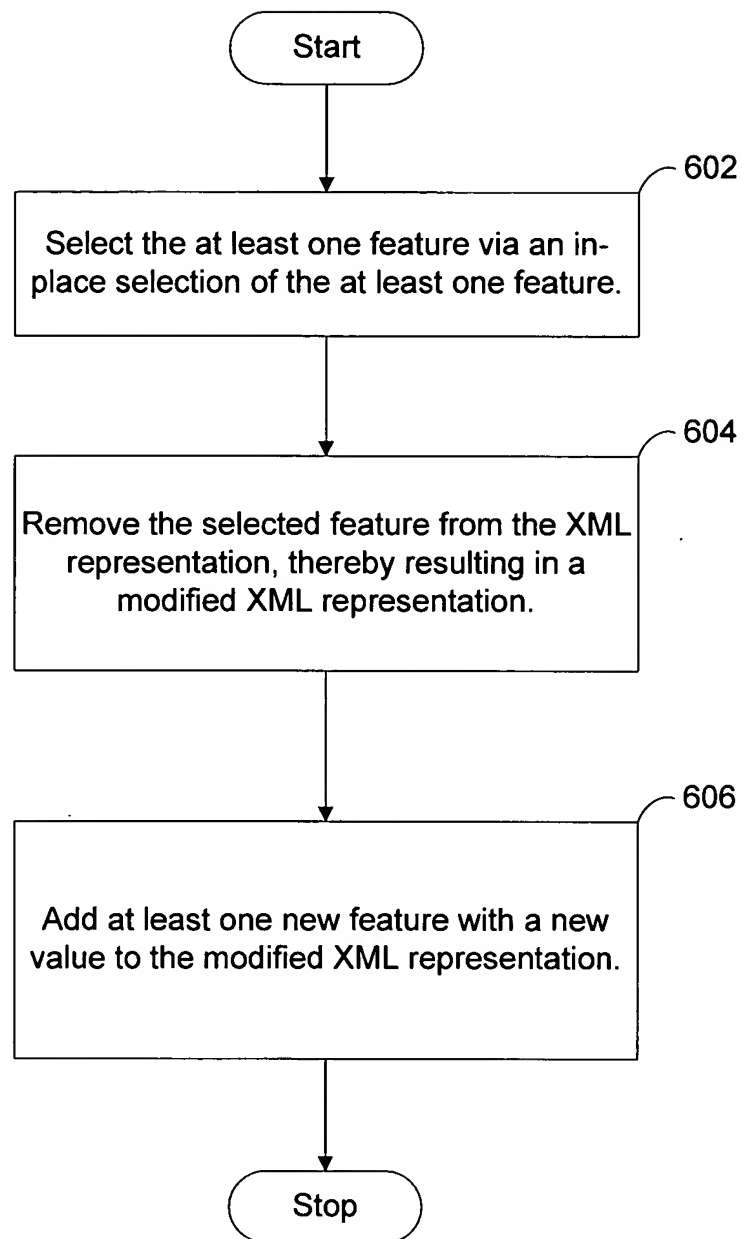 Start
602
Select the at least one feature via an in-
place selection of the at least one feature.
604
Remove the selected feature from the XML
representation, thereby resulting in a
modified XML representation.
606
Add at least one new feature with a new
value to the modified XML representation.
Stop